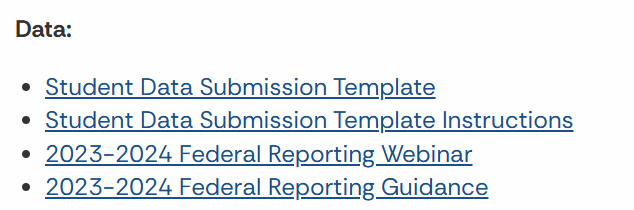 Data:
Student Data Submission Template
Student Data Submission Template Instructions
2023-2024 Federal Reporting Webinar
2023-2024 Federal Reporting Guidance